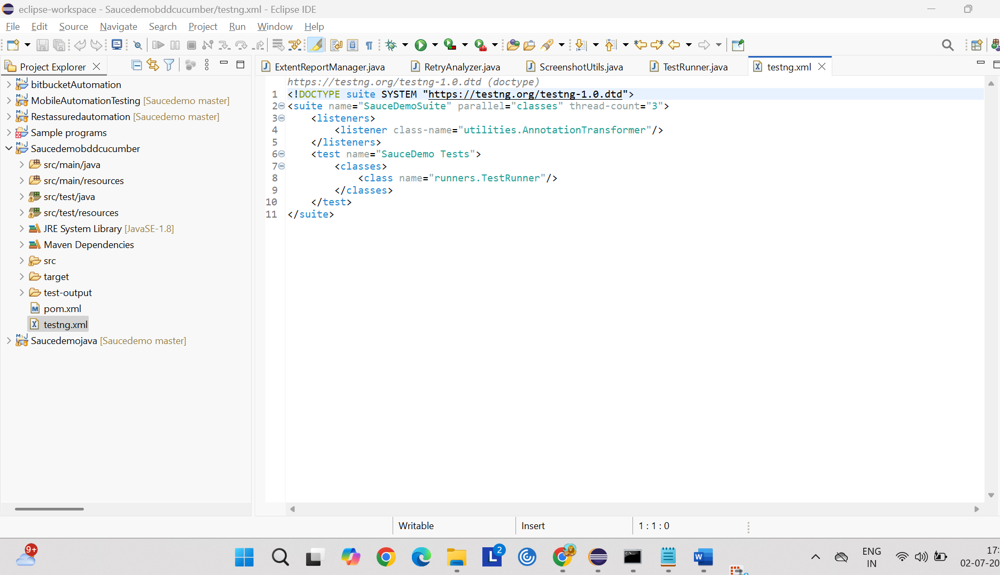 eclipse-workspace - Saucedemobddcucumber/testng.xml - Eclipse IDE
File Edit Source Navigate Search Project Run Window Help
Project Explorer
ExtentReportManager.java RetryAnalyzer.java ScreenshotUtils.java TestRunner.java testng.xml
bitbucketAutomation
MobileAutomationTesting [Saucedemo master]
Restassuredautomation [Saucedemo master]
Sample programs
Saucedemobddcucumber
src/main/java
src/main/resources
src/test/java
src/test/resources
JRE System Library [JavaSE-1.8]
Maven Dependencies
src
target
test-output
pom.xml
testng.xml
Saucedemojava [Saucedemo master]
https://testng.org/testng-1.0.dtd (doctype)
1 <!DOCTYPE suite SYSTEM "https://testng.org/testng-1.0.dtd">
2 <suite name="SauceDemoSuite" parallel="classes" thread-count="3">
3 <listeners>
4 <listener class-name="utilities.AnnotationTransformer"/>
5 </listeners>
6 <test name="SauceDemo Tests">
7 <classes>
8 <class name="runners.TestRunner"/>
9 </classes>
10 </test>
11 </suite>
Writable Insert 1 : 1 : 0
9+
2
ENG
IN
17:
02-07-20